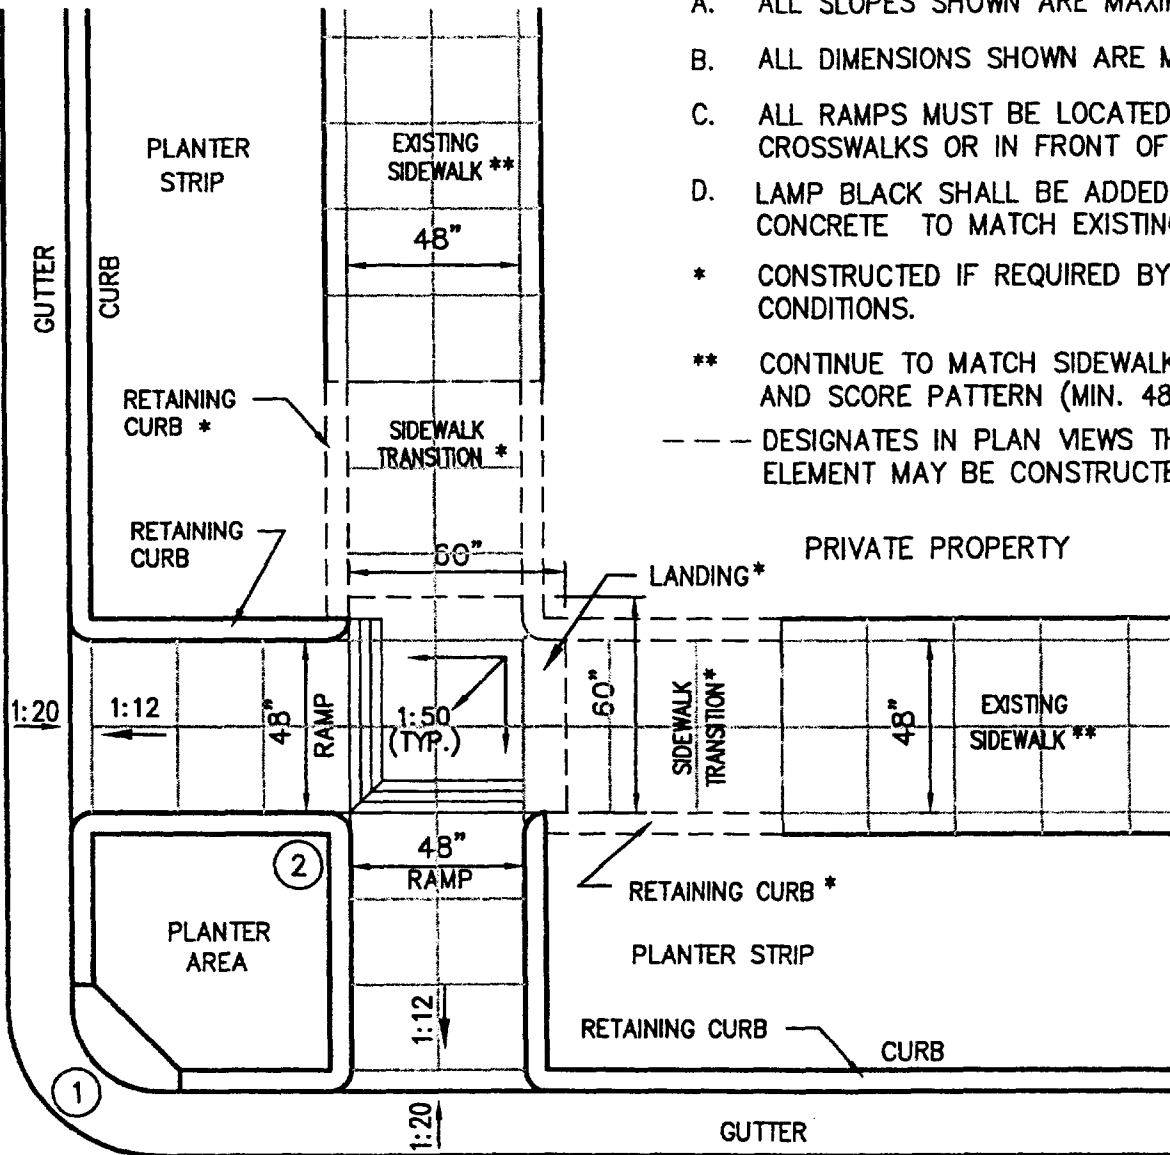 A. ALL SLOPES SHOWN ARE
B. ALL DIMENSIONS SHOWN ARE
C. ALL RAMPS MUST BE LOCATED
CROSSWALKS OR IN FRONT OF
D. LAMP BLACK SHALL BE ADDED
CONCRETE TO MATCH
* CONSTRUCTED IF REQUIRED BY
CONDITIONS.
** CONTINUE TO MATCH SIDEWALK
AND SCORE PATTERN (MIN. 48
--- DESIGNATES IN PLAN VIEWS
ELEMENT MAY BE
PLANTER
STRIP
EXISTING
SIDEWALK **
48"
GUTTER
CURB
RETAINING
CURB *
SIDEWALK
TRANSITION *
RETAINING
CURB
60"
PRIVATE PROPERTY
LANDING*
1:20
1:12
48"
RAMP
1:50
(TYP.)
60"
SIDEWALK
TRANSITION*
48"
EXISTING
SIDEWALK **
2
48"
RAMP
RETAINING CURB *
PLANTER
AREA
PLANTER STRIP
1:12
RETAINING CURB
CURB
1
1:20
GUTTER